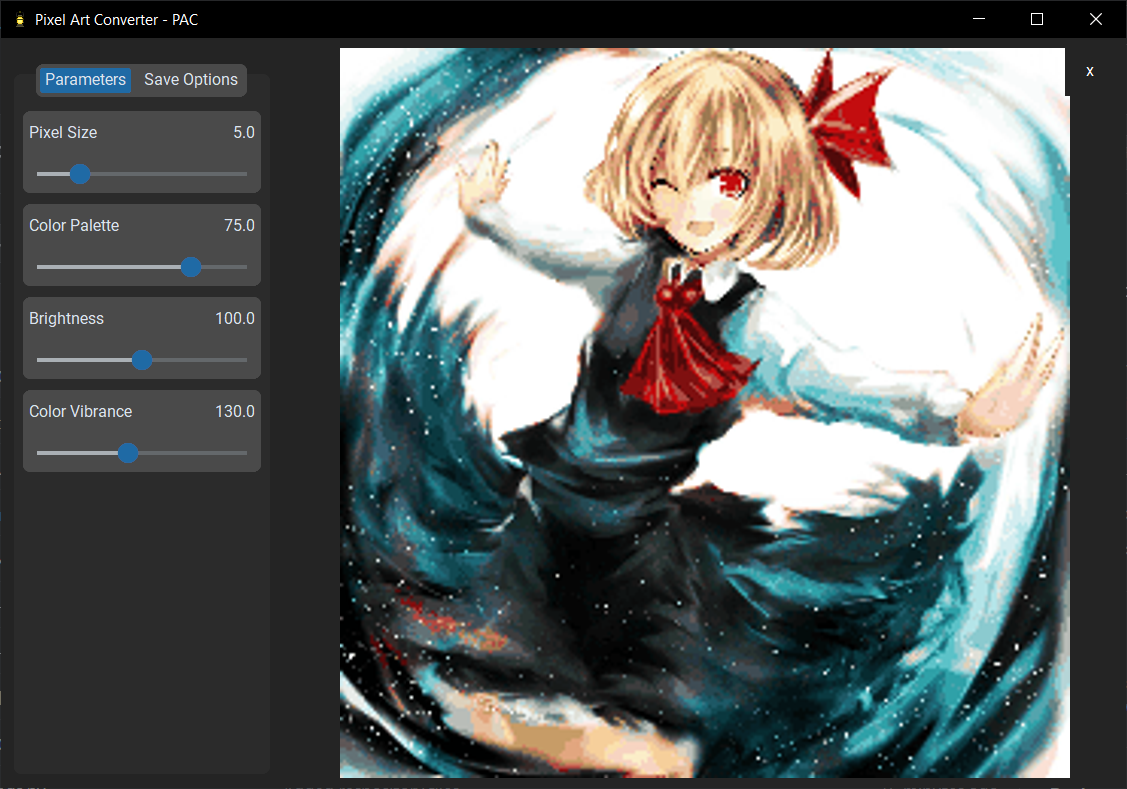 Pixel Art Converter - PAC
x
Parameters Save Options
Pixel Size 5.0
Color Palette 75.0
Brightness 100.0
Color Vibrance 130.0